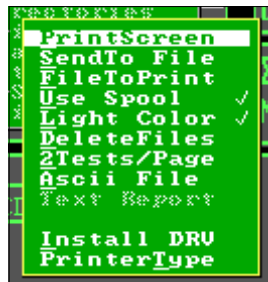 PrintScreen
SendTo File
FileToPrint
Use Spool ✓
Light Color ✓
DeleteFiles
2Tests/Page
Ascii File
Text Report
Install DRV
PrinterType